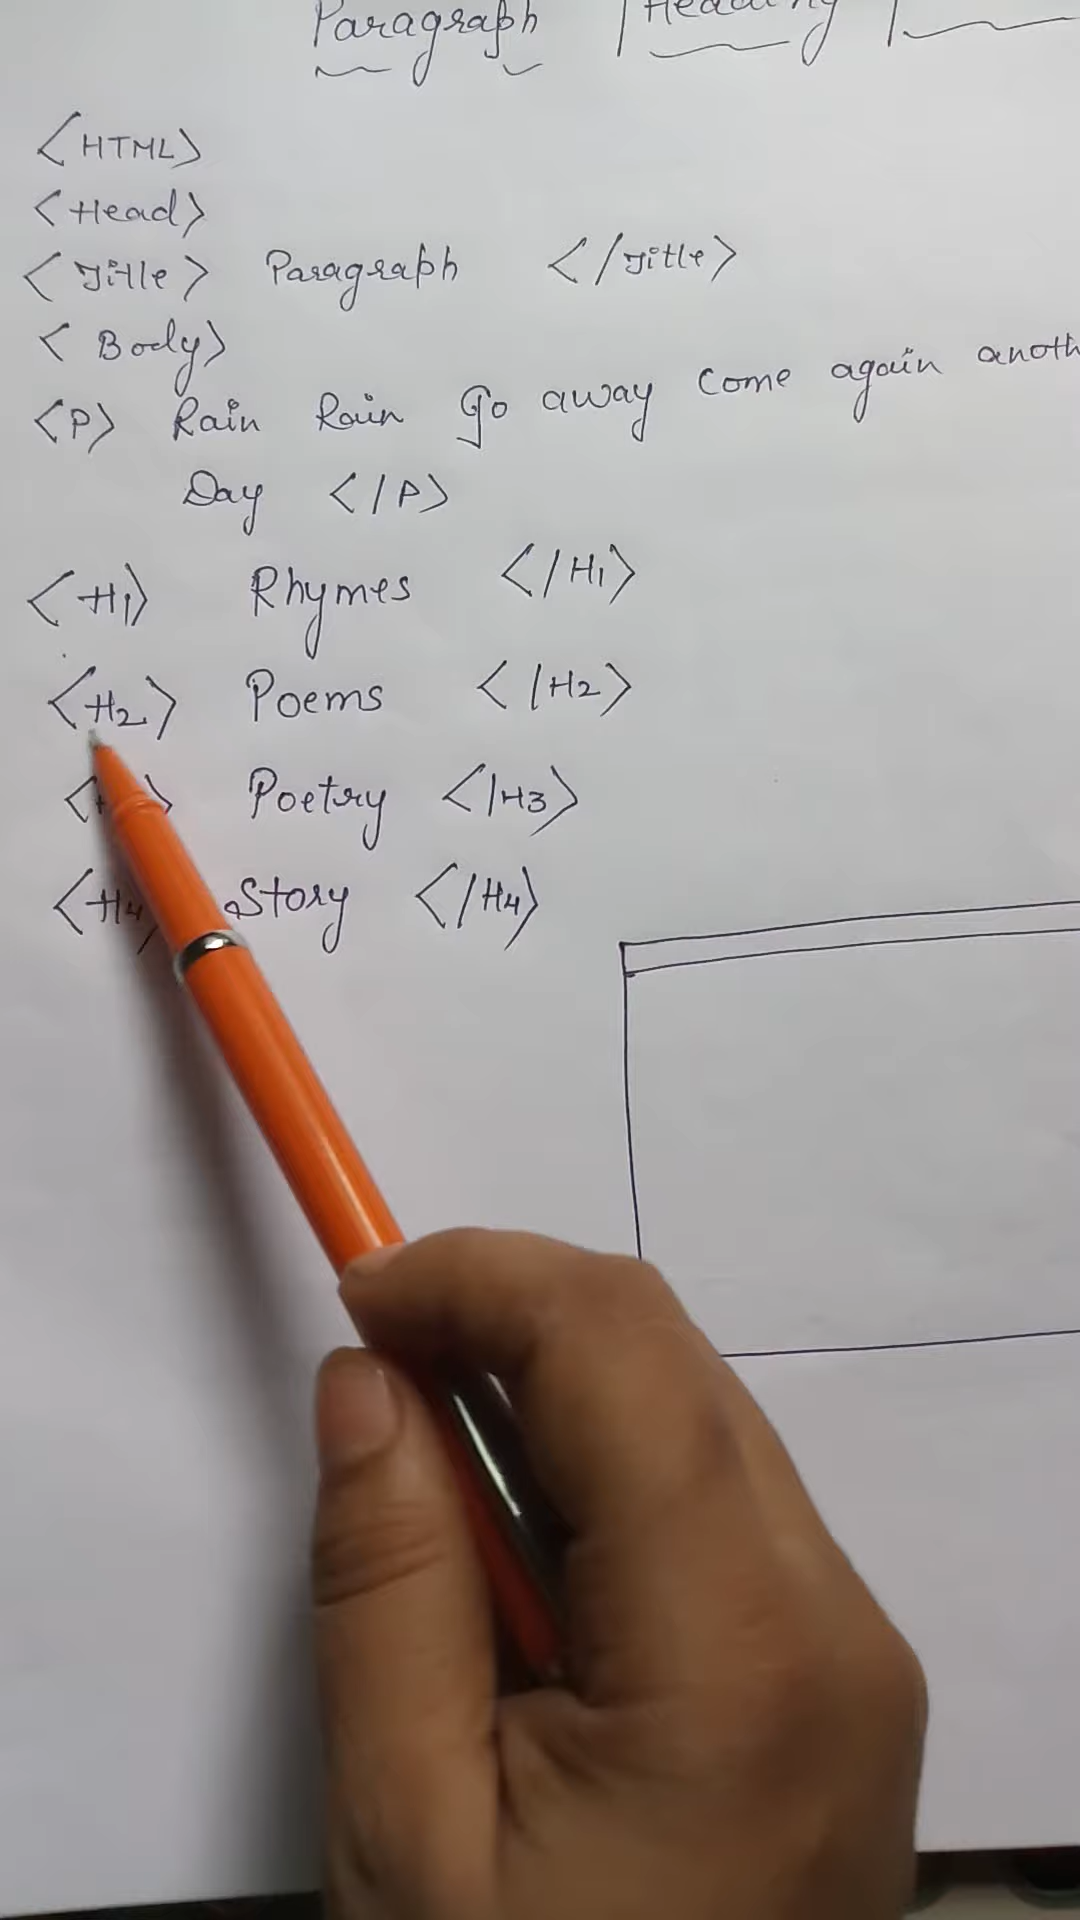 Paragraph | Heading |
<HTML>
<Head>
<Title> Paragraph </Title>
<Body>
<P> Rain Rain Go away come again anoth
Day </P>
<H1> Rhymes </H1>
<H2> Poems </H2>
Poetry </H3>
<H4> Story </H4>